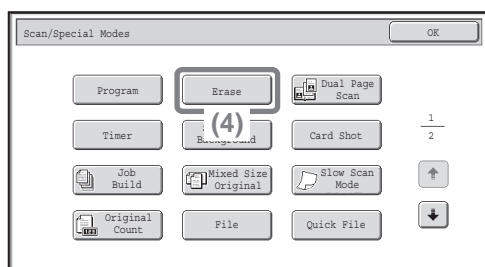 Scan/Special Modes
OK
Program
Erase
Dual Page
Scan
(4)
Timer
Card Shot
1
2
Job
Build
Mixed Size
Original
Slow Scan
Mode
Original
Count
File
Quick File